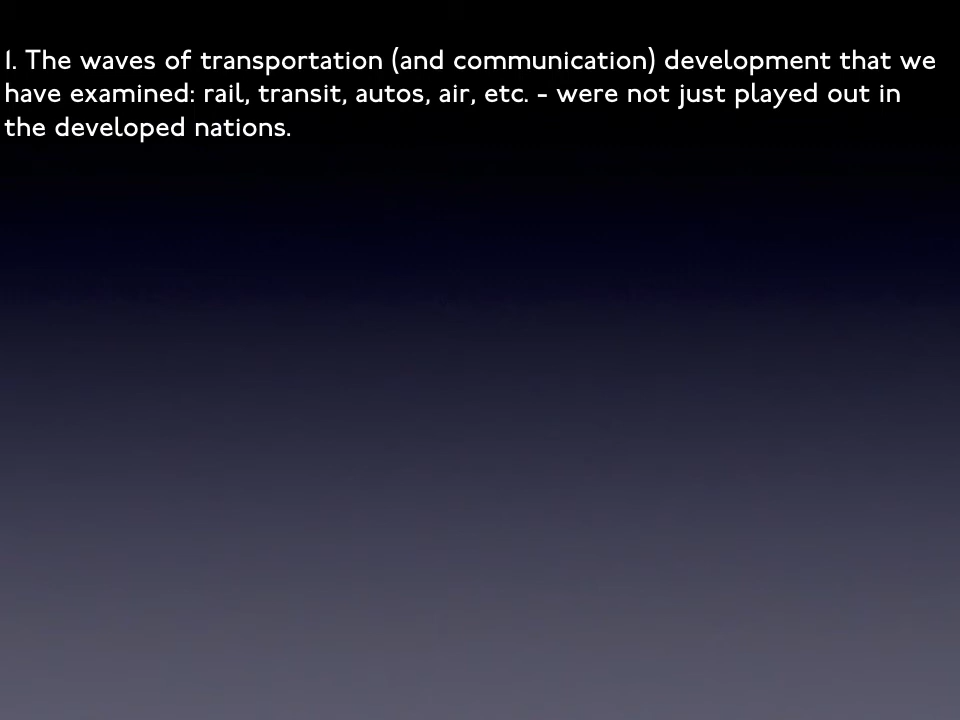 1. The waves of transportation (and communication) development that we
have examined: rail, transit, autos, air, etc. - were not just played out in
the developed nations.